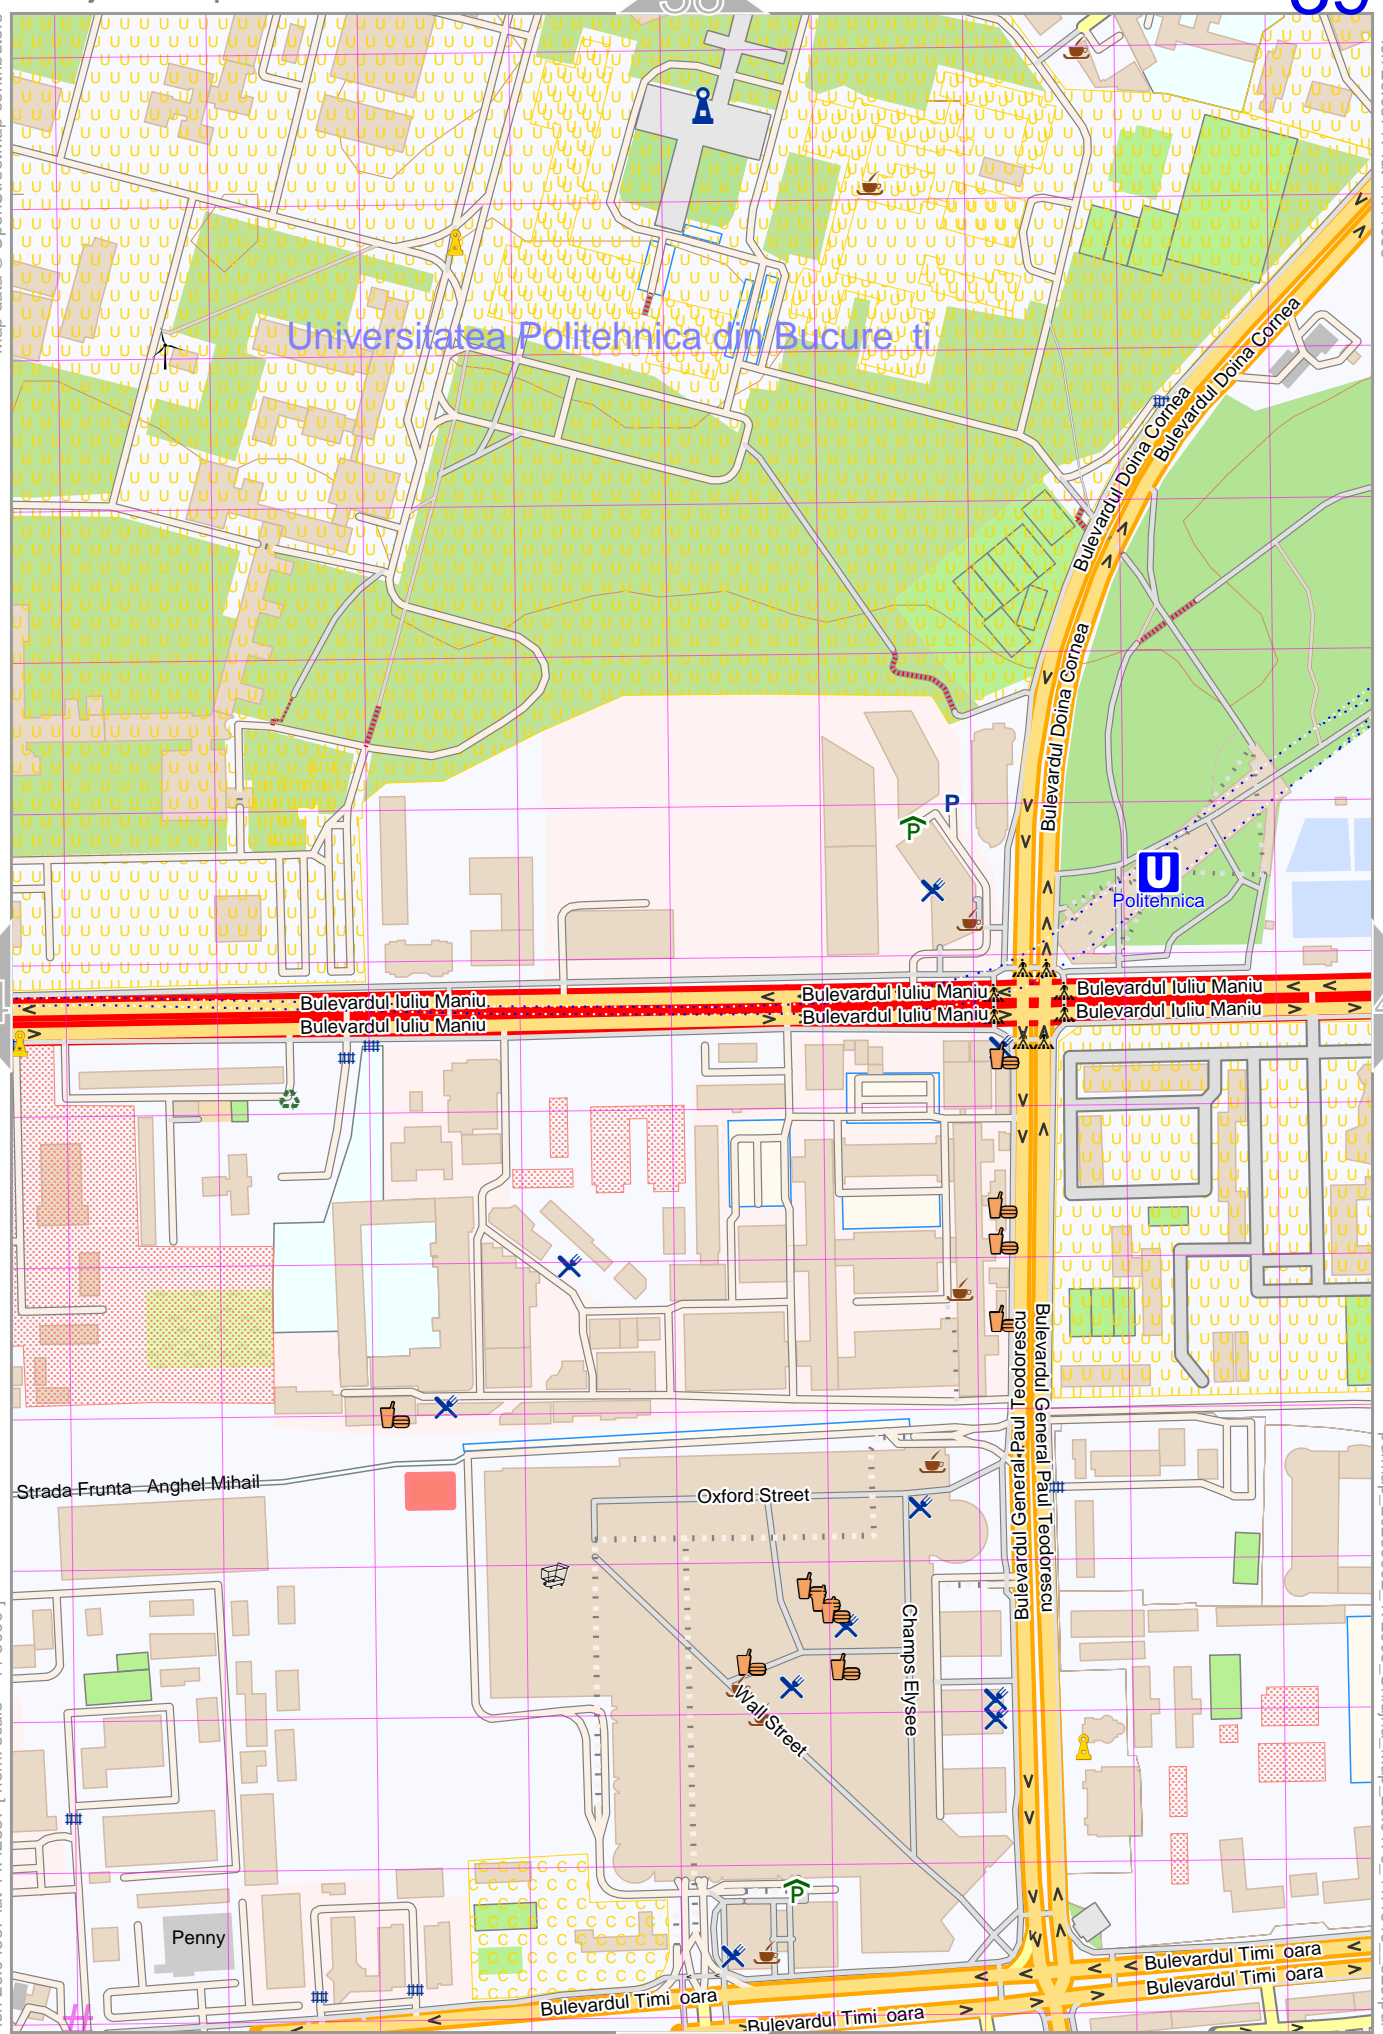 Universitatea Politehnica din Bucure ti
Bulevardul Doina Cornea
Bulevardul Doina Cornea
Bulevardul Doina Cornea
Bulevardul Doina Cornea
P
P
U
Politehnica
Bulevardul Iuliu Maniu
Bulevardul Iuliu Maniu
Bulevardul Iuliu Maniu
Bulevardul Iuliu Maniu
Bulevardul Iuliu Maniu
Bulevardul Iuliu Maniu
Bulevardul General Paul Teodorescu
Bulevardul General Paul Teodorescu
Strada Frunta Anghel Mihail
Oxford Street
Champs Elysee
Wall Street
P
Penny
Bulevardul Timi oara
Bulevardul Timi oara
Bulevardul Timi oara
Bulevardul Timi oara
#